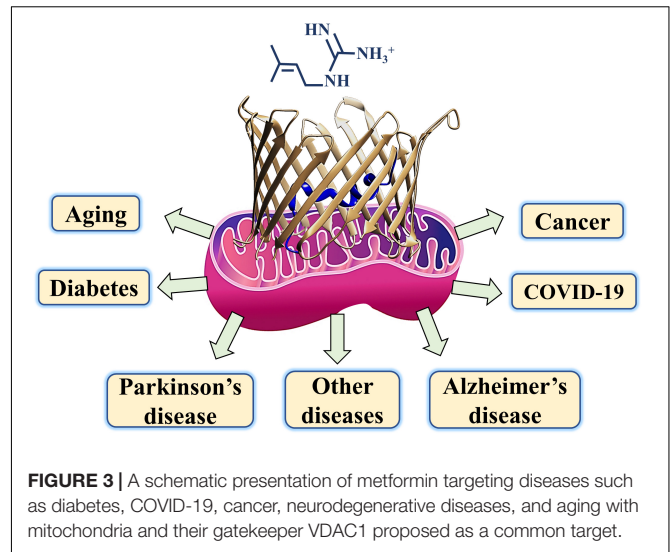 HN
NH
NH₃⁺
NH
Aging
Cancer
Diabetes
COVID-19
Parkinson's
disease
Other
diseases
Alzheimer's
disease
FIGURE 3 | A schematic presentation of metformin targeting diseases such
as diabetes, COVID-19, cancer, neurodegenerative diseases, and aging with
mitochondria and their gatekeeper VDAC1 proposed as a common target.